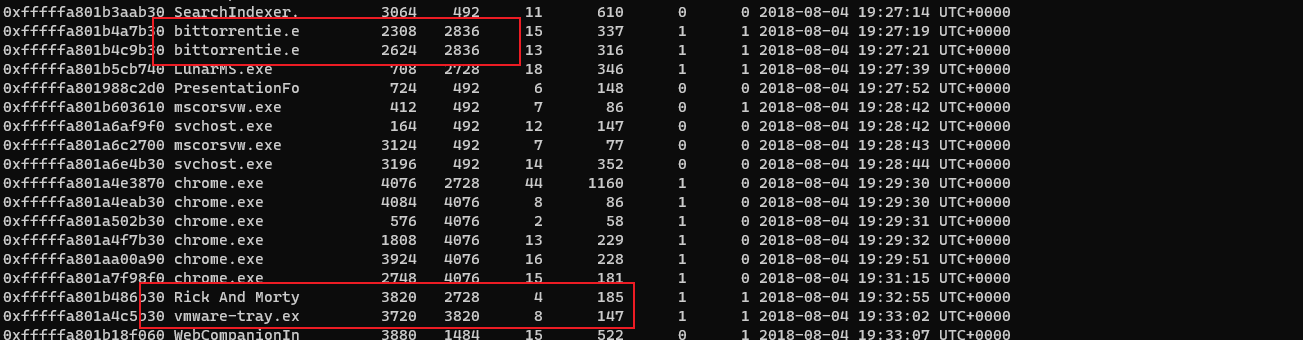 0xfffffa801b3aab30 SearchIndexer. 3064 492 11 610 0 0 2018-08-04 19:27:14 UTC+0000
0xfffffa801b4a7b30 bittorrentie.e 2308 2836 15 337 1 1 2018-08-04 19:27:19 UTC+0000
0xfffffa801b4c9b30 bittorrentie.e 2624 2836 13 316 1 1 2018-08-04 19:27:21 UTC+0000
0xfffffa801b5cb740 LunarMS.exe 708 2728 18 346 1 1 2018-08-04 19:27:39 UTC+0000
0xfffffa801988c2d0 PresentationFo 724 492 6 148 0 0 2018-08-04 19:27:52 UTC+0000
0xfffffa801b603610 mscorsvw.exe 412 492 7 86 0 1 2018-08-04 19:28:42 UTC+0000
0xfffffa801a6af9f0 svchost.exe 164 492 12 147 0 0 2018-08-04 19:28:42 UTC+0000
0xfffffa801a6c2700 mscorsvw.exe 3124 492 7 77 0 0 2018-08-04 19:28:43 UTC+0000
0xfffffa801a6e4b30 svchost.exe 3196 492 14 352 0 0 2018-08-04 19:28:44 UTC+0000
0xfffffa801a4e3870 chrome.exe 4076 2728 44 1160 1 0 2018-08-04 19:29:30 UTC+0000
0xfffffa801a4eab30 chrome.exe 4084 4076 8 86 1 0 2018-08-04 19:29:30 UTC+0000
0xfffffa801a502b30 chrome.exe 576 4076 2 58 1 0 2018-08-04 19:29:31 UTC+0000
0xfffffa801a4f7b30 chrome.exe 1808 4076 13 229 1 0 2018-08-04 19:29:32 UTC+0000
0xfffffa801aa00a90 chrome.exe 3924 4076 16 228 1 0 2018-08-04 19:29:51 UTC+0000
0xfffffa801a7f98f0 chrome.exe 2748 4076 15 181 1 0 2018-08-04 19:31:15 UTC+0000
0xfffffa801b486b30 Rick And Morty 3820 2728 4 185 1 1 2018-08-04 19:32:55 UTC+0000
0xfffffa801a4c5b30 vmware-tray.ex 3720 3820 8 147 1 1 2018-08-04 19:33:02 UTC+0000
0xfffffa801b18f060 WebCompanionIn 3880 1484 15 522 0 1 2018-08-04 19:33:07 UTC+0000